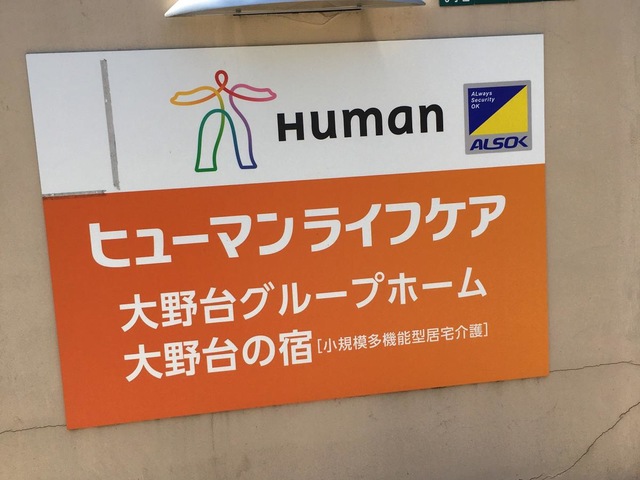 Human
ALways
Security
OK
ALSOK
ヒューマンライフケア
大野台グループホーム
大野台の宿[小規模多機能型居宅介護]